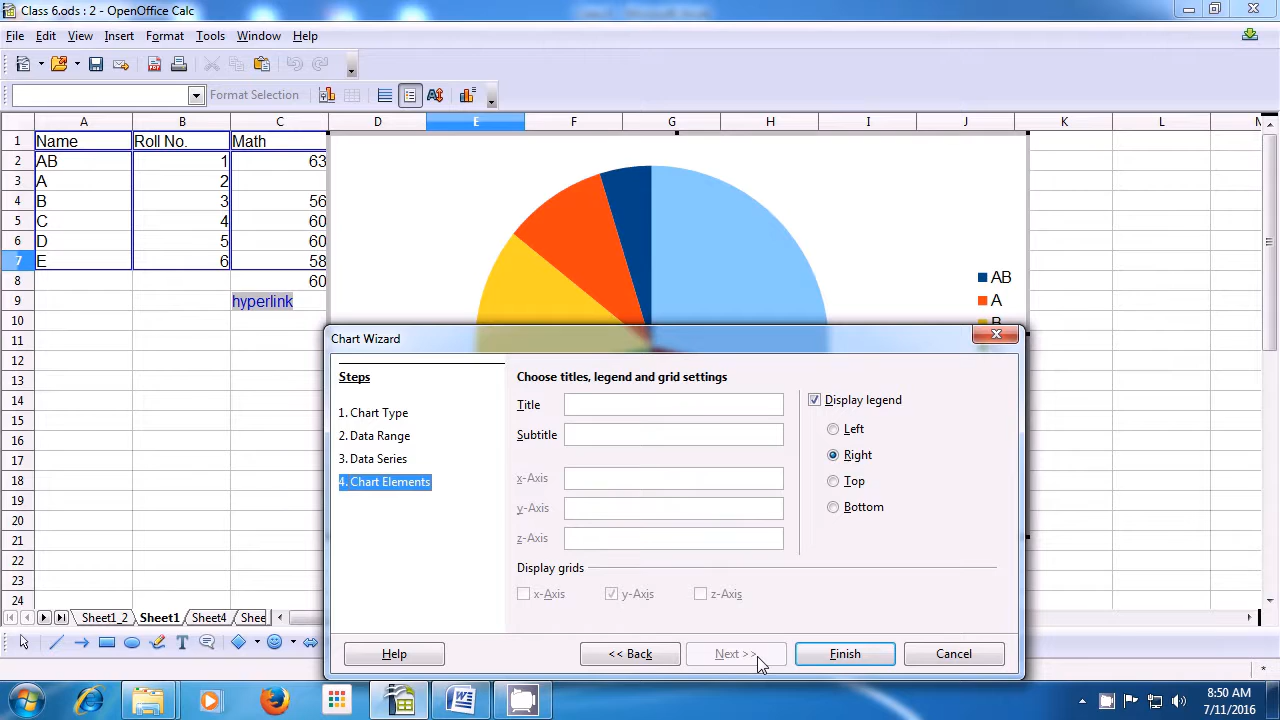 Class 6.ods : 2 - OpenOffice Calc
File Edit View Insert Format Tools Window Help
Format Selection
A B C D E F G H I J K L M
1 Name Roll No. Math
2 AB 1 63
3 A 2
4 B 3 56
5 C 4 60
6 D 5 60
7 E 6 58
8 60
9 hyperlink
10
11
12
13
14
15
16
17
18
19
20
21
22
23
24
AB
A
B
Chart Wizard
Steps
1. Chart Type
2. Data Range
3. Data Series
4. Chart Elements
Choose titles, legend and grid settings
Title
Subtitle
x-Axis
y-Axis
z-Axis
Display legend
Left
Right
Top
Bottom
Display grids
x-Axis y-Axis z-Axis
Help << Back Next >> Finish Cancel
Sheet1_2 Sheet1 Sheet4 Shee
8:50 AM
7/11/2016